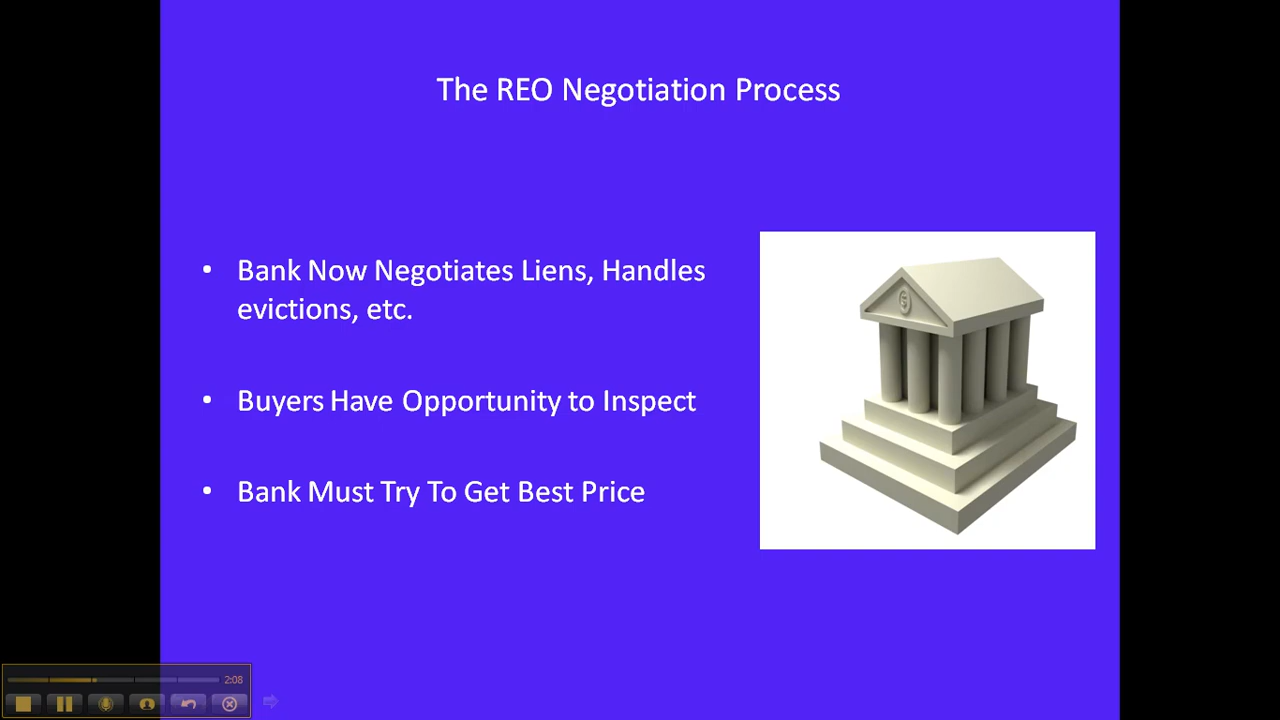 The REO Negotiation Process
• Bank Now Negotiates Liens, Handles
evictions, etc.
• Buyers Have Opportunity to Inspect
• Bank Must Try To Get Best Price
2:08